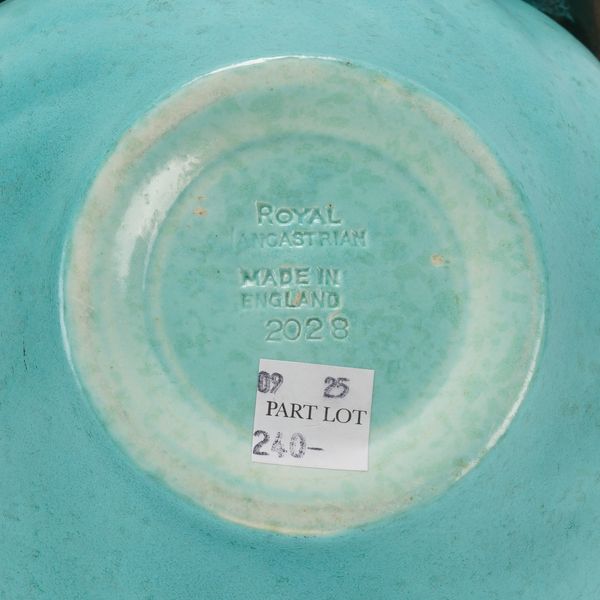 ROYAL
LANCASTRIAN
MADE IN
ENGLAND
2028
09 25
PART LOT
240-